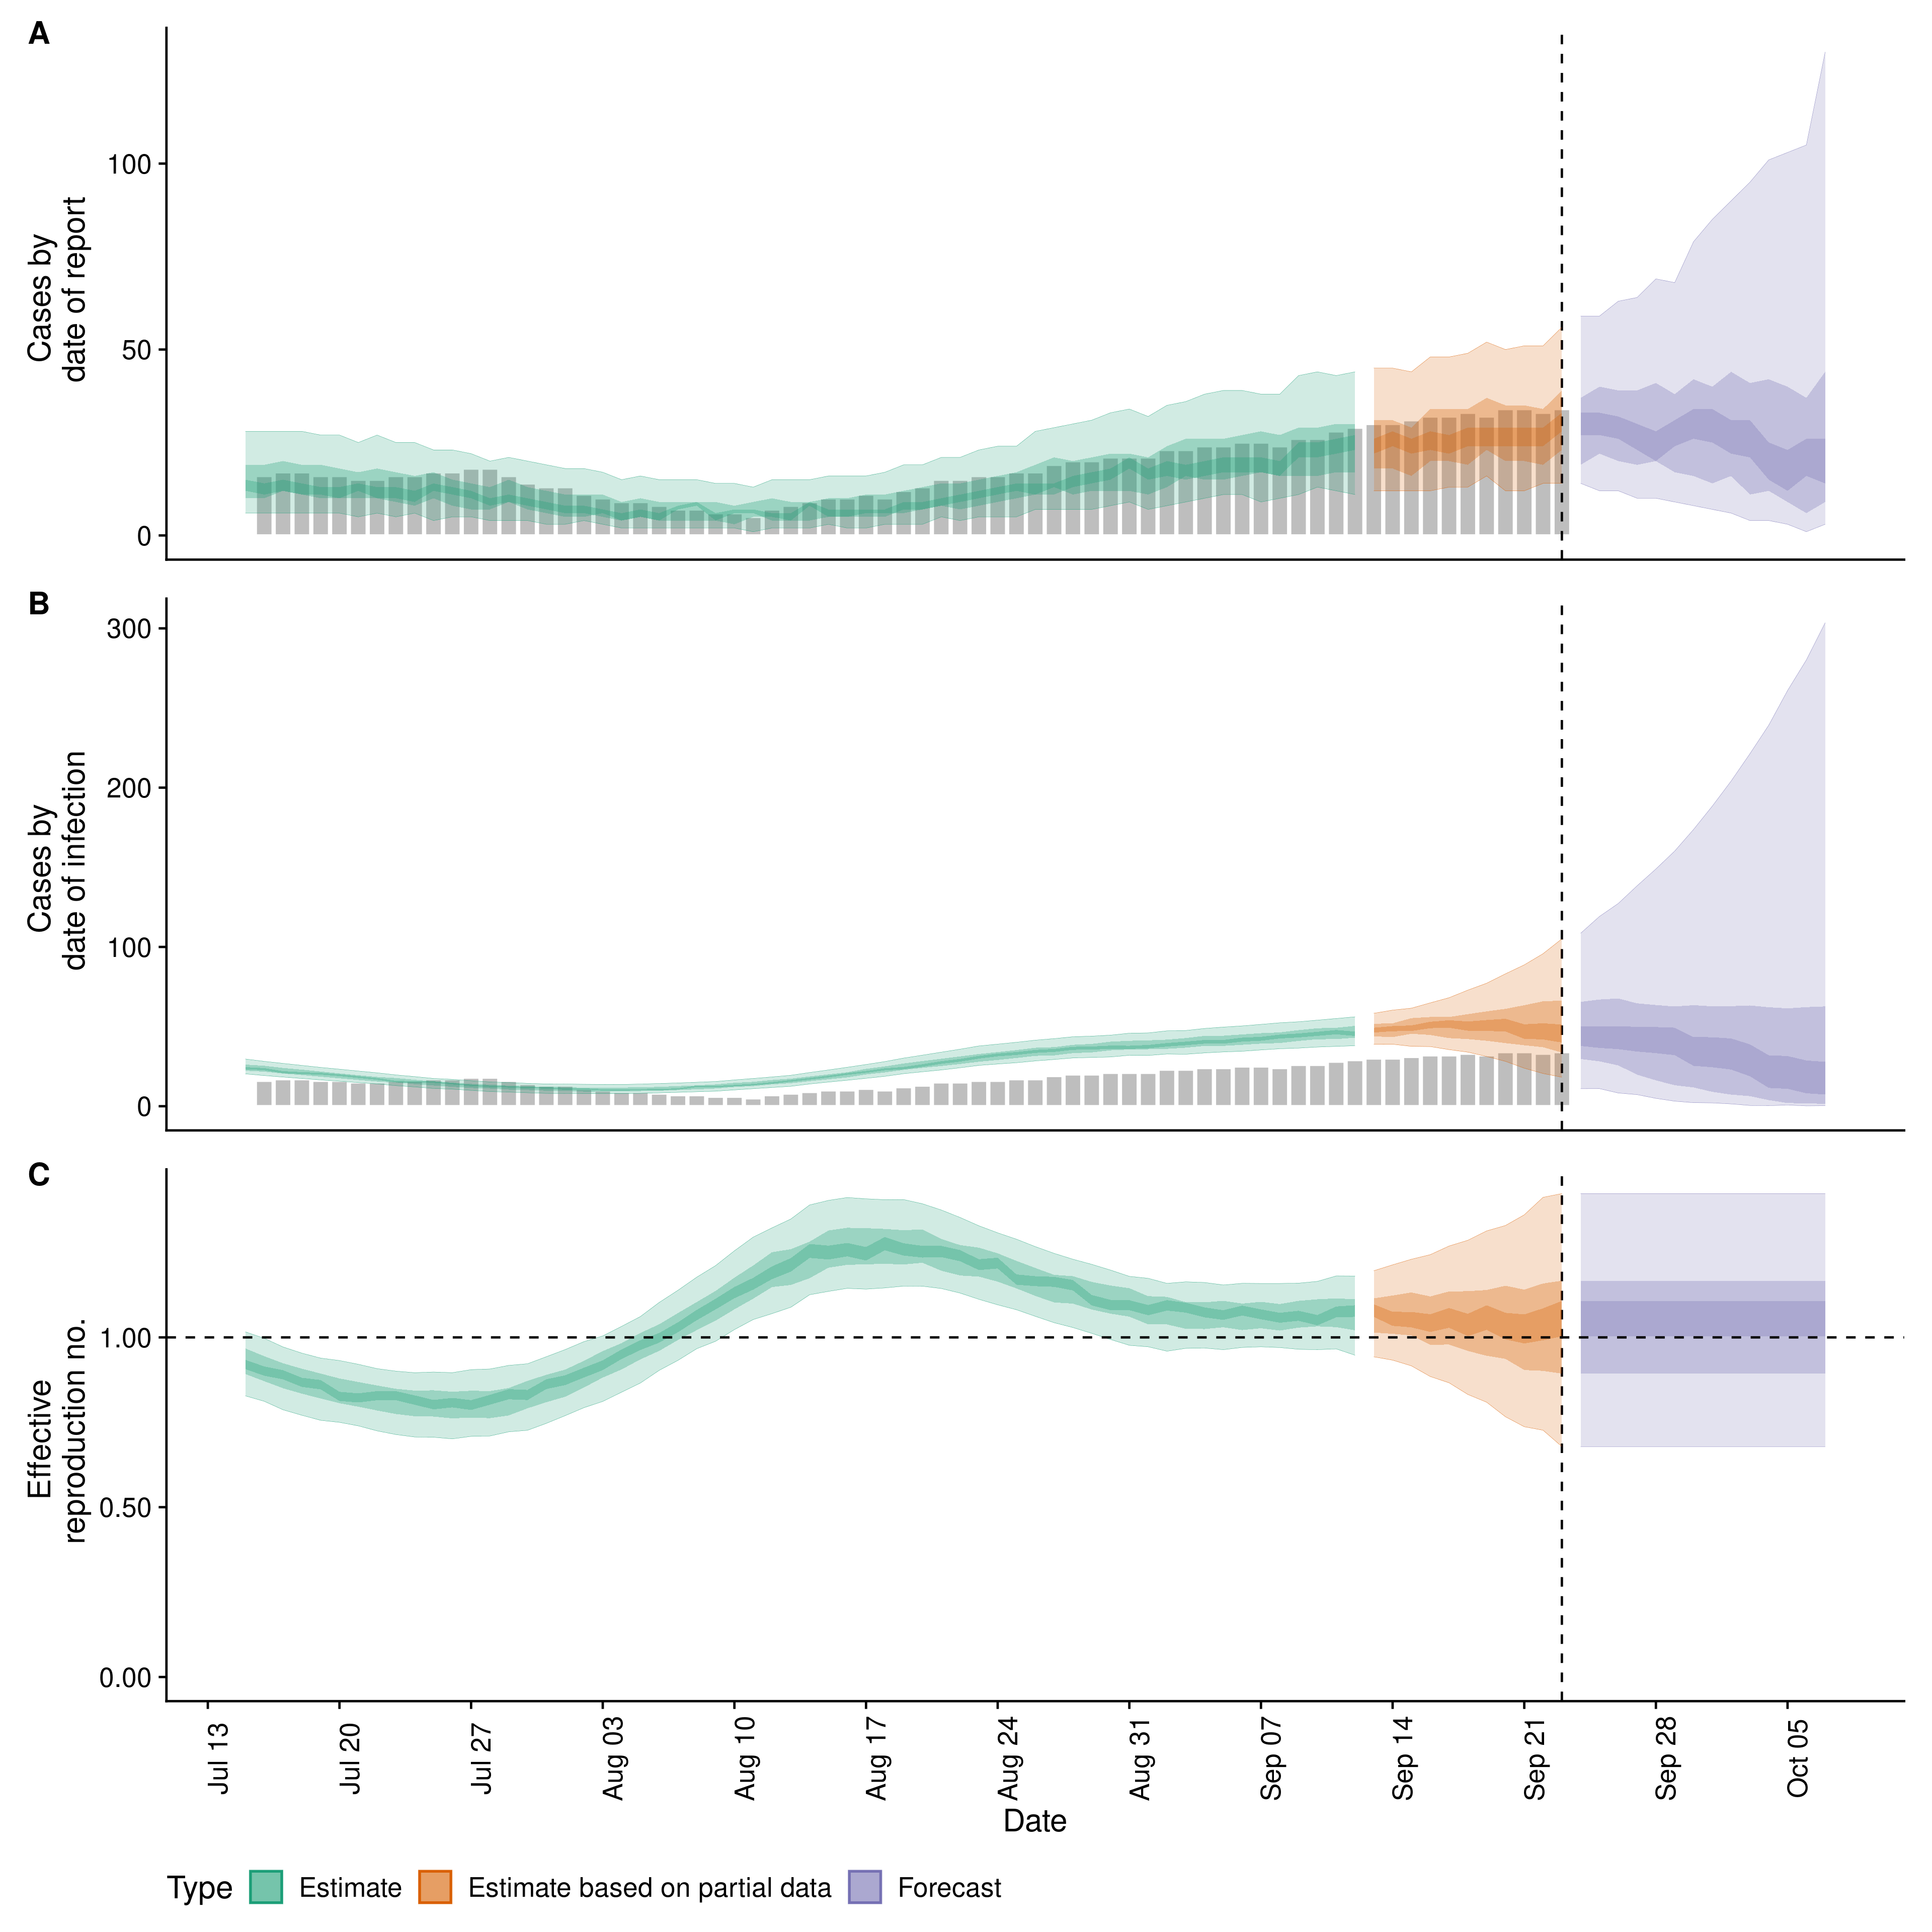 A
Cases by
date of report
100
50
0
B
Cases by
date of infection
300
200
100
0
C
Effective
reproduction no.
1.00
0.50
0.00
Jul 13
Jul 20
Jul 27
Aug 03
Aug 10
Aug 17
Aug 24
Aug 31
Sep 07
Sep 14
Sep 21
Sep 28
Oct 05
Date
Type Estimate Estimate based on partial data Forecast